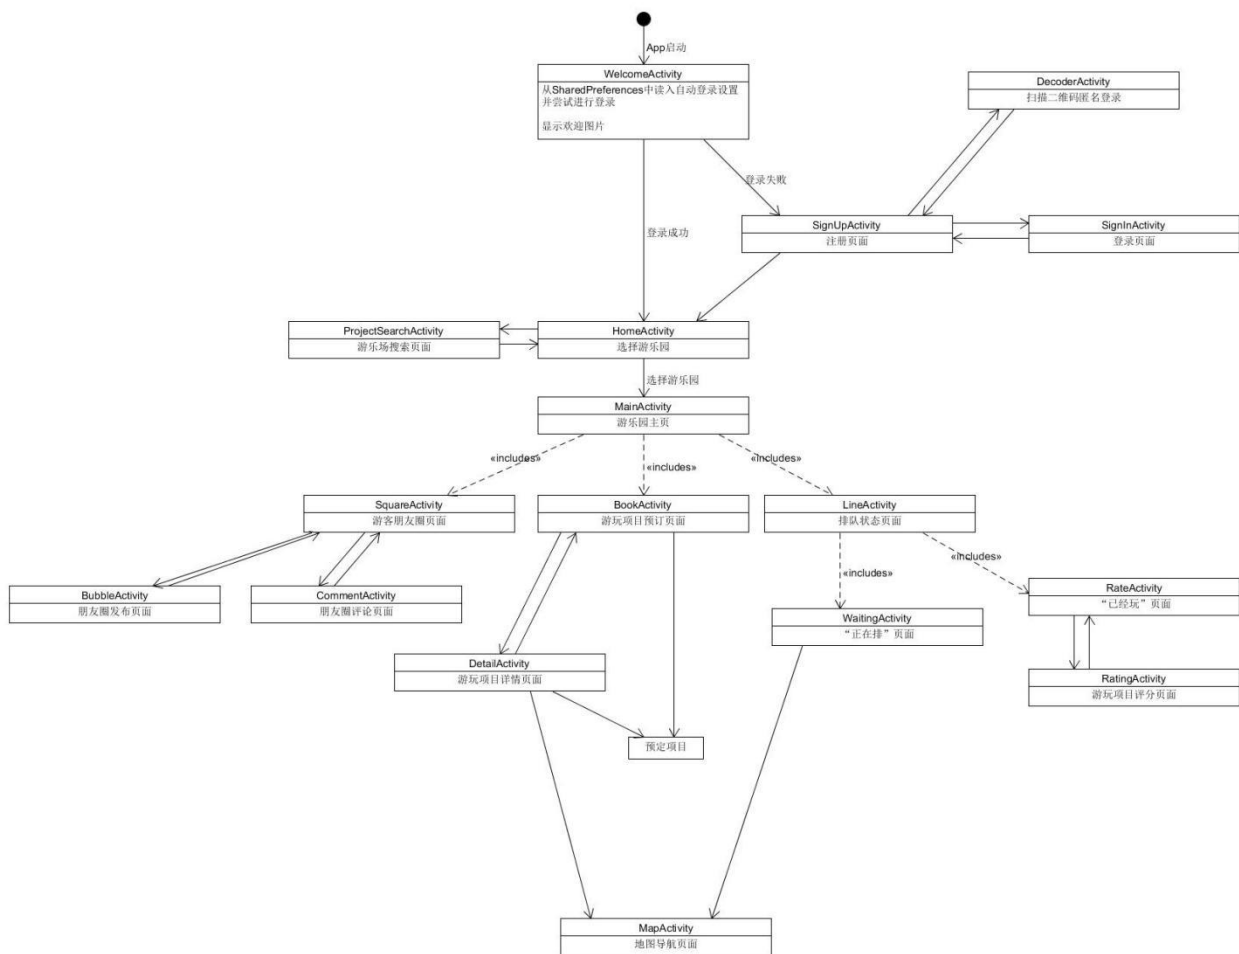 App启动
WelcomeActivity
从SharedPreferences中读入自动登录设置
并尝试进行登录
显示欢迎图片
DecoderActivity
扫描二维码匿名登录
登录失败
SignUpActivity
注册页面
SignInActivity
登录页面
登录成功
ProjectSearchActivity
游乐场搜索页面
HomeActivity
选择游乐园
选择游乐园
MainActivity
游乐园主页
«includes»
«includes»
«includes»
SquareActivity
游客朋友圈页面
BookActivity
游玩项目预订页面
LineActivity
排队状态页面
«includes»
«includes»
BubbleActivity
朋友圈发布页面
CommentActivity
朋友圈评论页面
RateActivity
“已经玩”页面
WaitingActivity
“正在排”页面
DetailActivity
游玩项目详情页面
RatingActivity
游玩项目评分页面
预定项目
MapActivity
地图导航页面